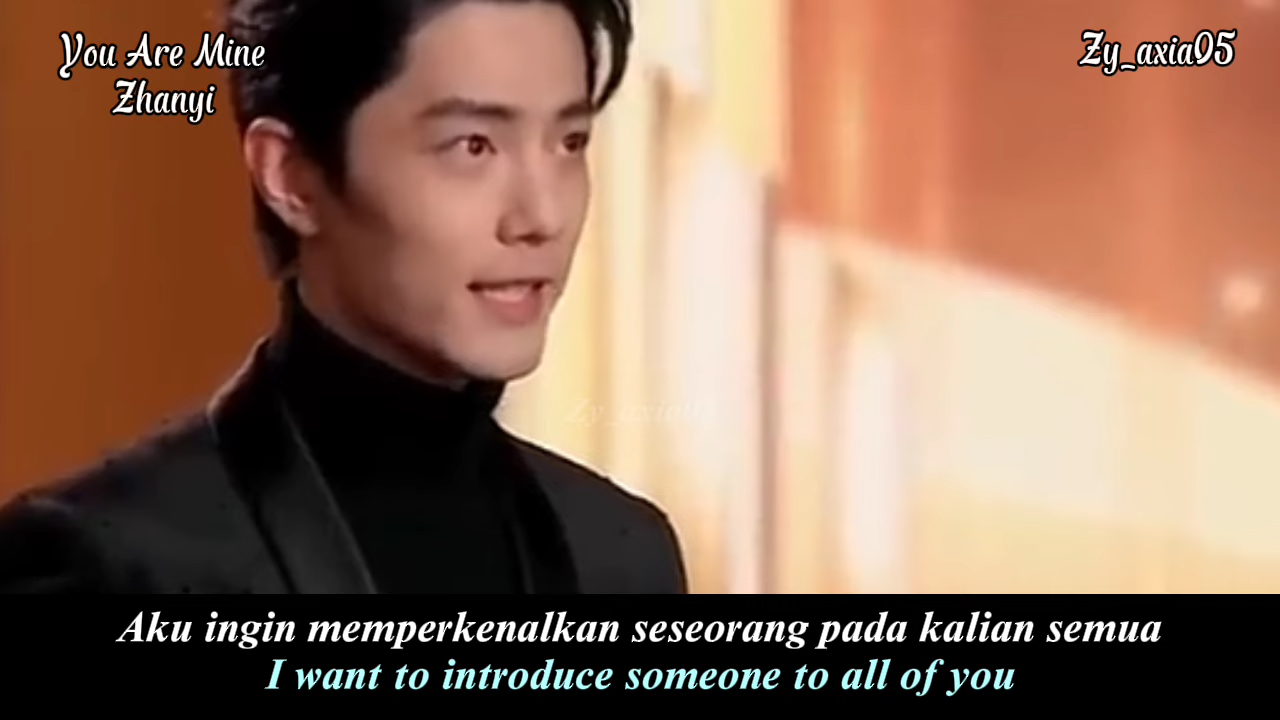 You Are Mine
Zhanyi
Zy_axia05
Aku ingin memperkenalkan seseorang pada kalian semua
I want to introduce someone to all of you